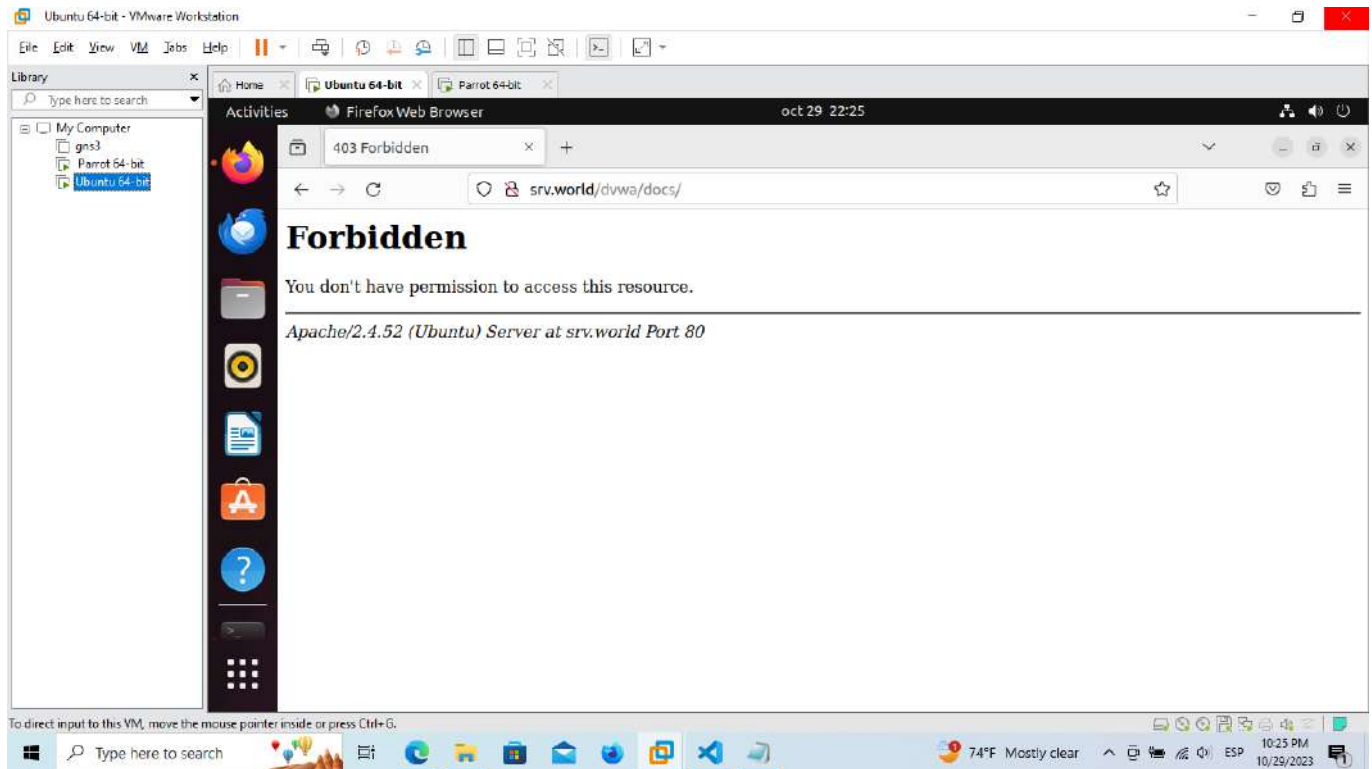 Ubuntu 64-bit - VMware Workstation
File Edit View VM Tabs Help
Library
Type here to search
My Computer
gns3
Parrot 64-bit
Ubuntu 64-bit
Home Ubuntu 64-bit Parrot 64-bit
Activities Firefox Web Browser oct 29 22:25
403 Forbidden
srv.world/dvwa/docs/
Forbidden
You don't have permission to access this resource.
Apache/2.4.52 (Ubuntu) Server at srv.world Port 80
To direct input to this VM, move the mouse pointer inside or press Ctrl+G.
Type here to search
74°F Mostly clear
ESP
10:25 PM
10/29/2023